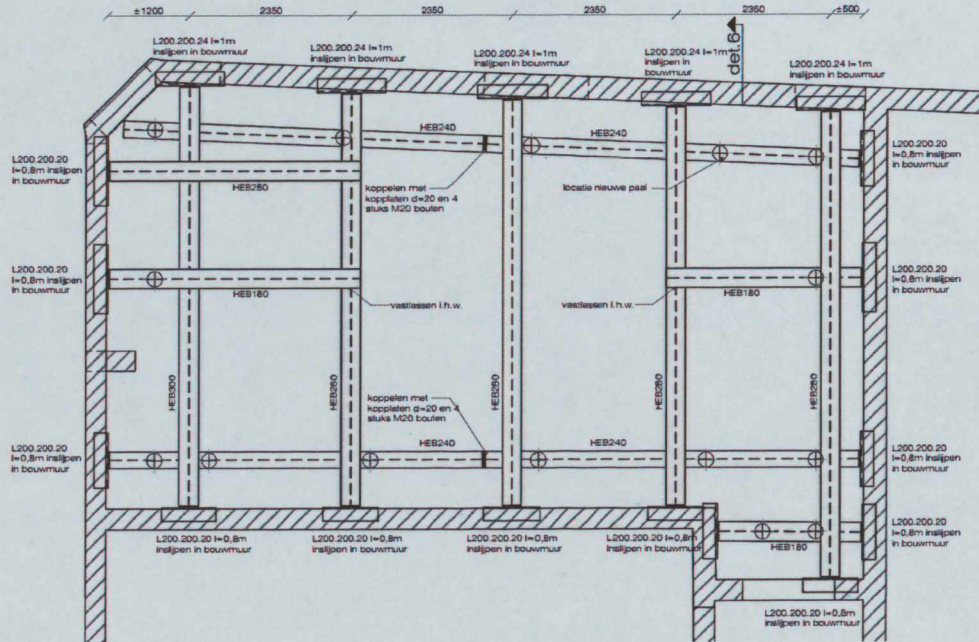 ±1200
2350
2350
2350
2350
±500
L200.200.24 l=1m
inslijpen in bouwmuur
L200.200.24 l=1m
inslijpen in bouwmuur
L200.200.24 l=1m
inslijpen in bouwmuur
L200.200.24 l=1m
inslijpen in
bouwmuur
det.6
L200.200.24 l=1m
inslijpen in bouwmuur
HEB240
HEB240
L200.200.20
l=0,8m inslijpen
in bouwmuur
HEB280
koppelen met
kopplaten d=20 en 4
stuks M20 bouten
locatie nieuwe paal
L200.200.20
l=0,8m inslijpen
in bouwmuur
L200.200.20
l=0,8m inslijpen
in bouwmuur
HEB180
vastlassen i.h.w.
vastlassen i.h.w.
HEB180
L200.200.20
l=0,8m inslijpen
in bouwmuur
HEB300
HEB280
HEB280
HEB280
HEB280
koppelen met
kopplaten d=20 en 4
stuks M20 bouten
HEB240
HEB240
L200.200.20
l=0,8m inslijpen
in bouwmuur
L200.200.20
l=0,8m inslijpen
in bouwmuur
L200.200.20 l=0,8m
inslijpen in bouwmuur
L200.200.20 l=0,8m
inslijpen in bouwmuur
L200.200.20 l=0,8m
inslijpen in bouwmuur
L200.200.20 l=0,8m
inslijpen in bouwmuur
HEB180
L200.200.20
l=0,8m inslijpen
in bouwmuur
L200.200.20 l=0,8m
inslijpen in bouwmuur